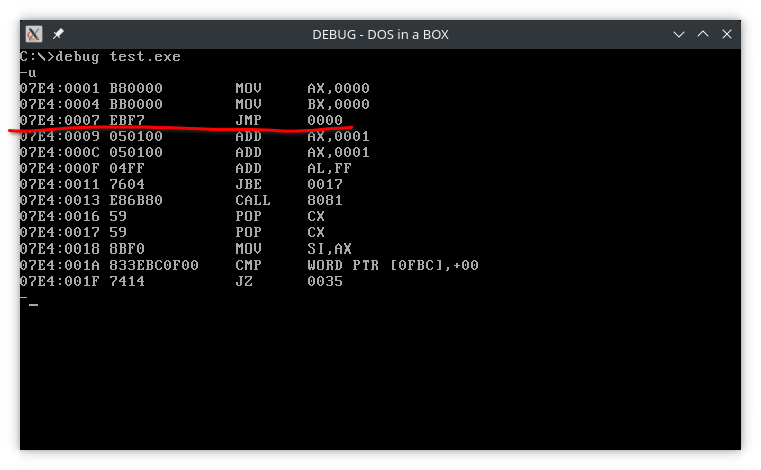 DEBUG - DOS in a BOX
C:\>debug test.exe
-u
07E4:0001 B80000 MOV AX,0000
07E4:0004 BB0000 MOV BX,0000
07E4:0007 EBF7 JMP 0000
07E4:0009 050100 ADD AX,0001
07E4:000C 050100 ADD AX,0001
07E4:000F 04FF ADD AL,FF
07E4:0011 7604 JBE 0017
07E4:0013 E86B80 CALL 8081
07E4:0016 59 POP CX
07E4:0017 59 POP CX
07E4:0018 8BF0 MOV SI,AX
07E4:001A 833EBC0F00 CMP WORD PTR [0FBC],+00
07E4:001F 7414 JZ 0035
-_